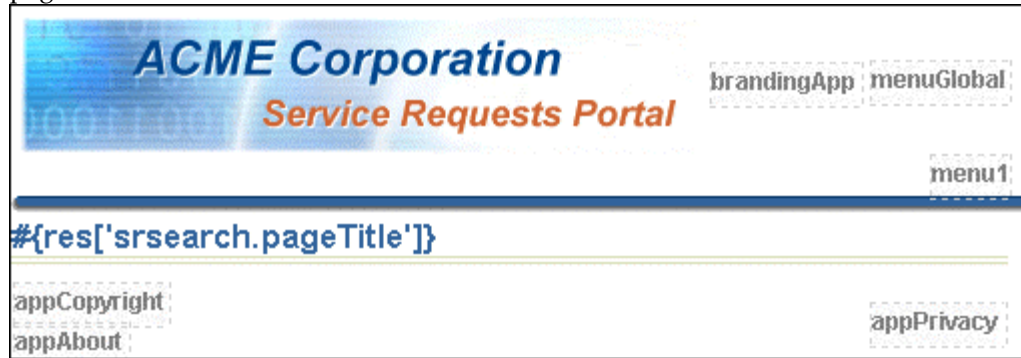 ACME Corporation
Service Requests Portal
brandingApp menuGlobal
menu1
#{res['srsearch.pageTitle']}
appCopyright
appPrivacy
appAbout